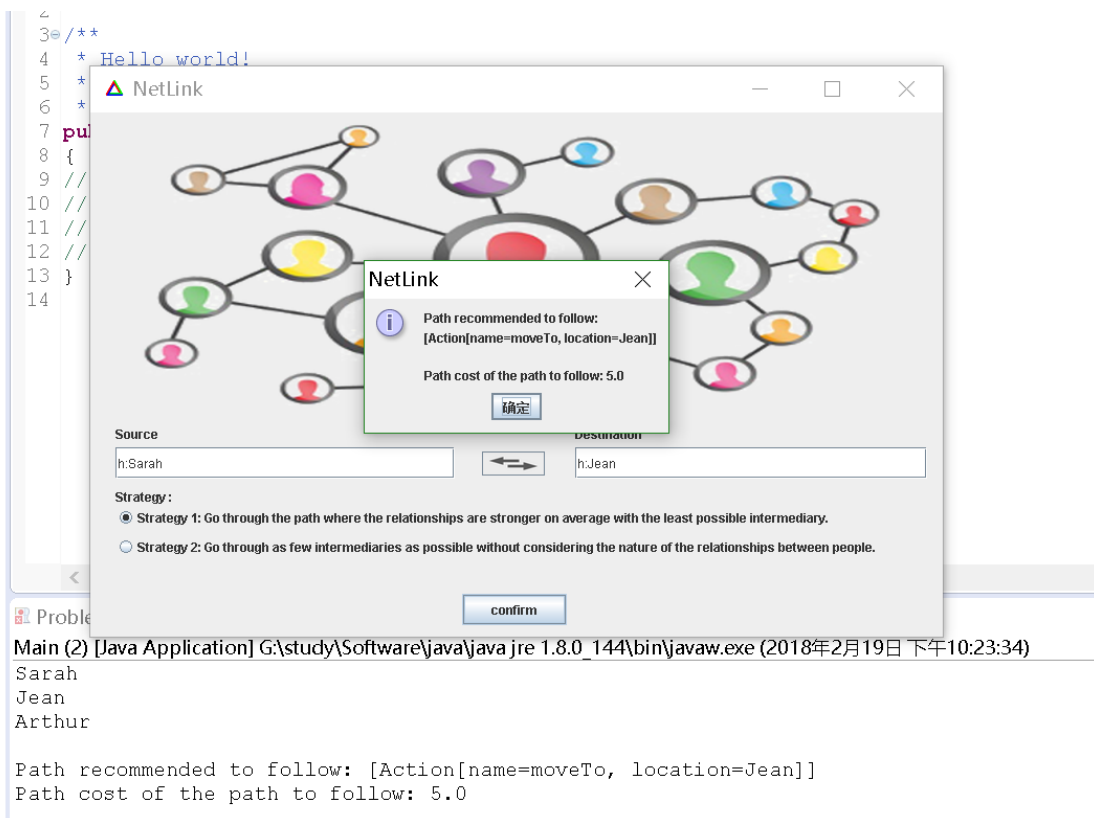 2
3 /**
4  * Hello world!
5  *
6  *
7 pu
8 {
9 //
10 //
11 //
12 //
13 }
14
NetLink
NetLink
Path recommended to follow:
[Action[name=moveTo, location=Jean]]
Path cost of the path to follow: 5.0
确定
Source
Destination
h:Sarah
h:Jean
Strategy :
Strategy 1: Go through the path where the relationships are stronger on average with the least possible intermediary.
Strategy 2: Go through as few intermediaries as possible without considering the nature of the relationships between people.
confirm
Proble
Main (2) [Java Application] G:\study\Software\java\java jre 1.8.0_144\bin\javaw.exe (2018年2月19日 下午10:23:34)
Sarah
Jean
Arthur
Path recommended to follow: [Action[name=moveTo, location=Jean]]
Path cost of the path to follow: 5.0